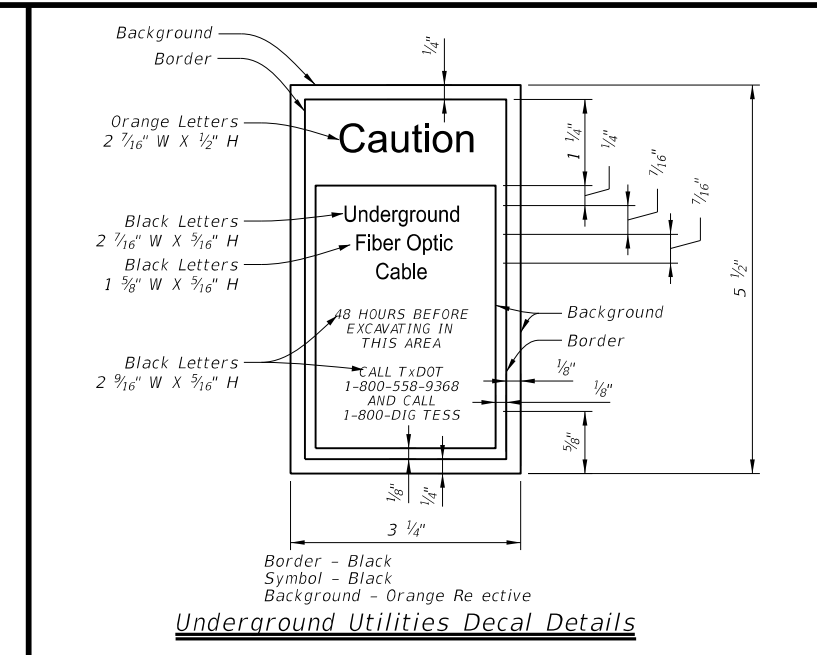 Background
Border
Orange Letters
2 7⁄16" W X 1⁄2" H
Black Letters
2 7⁄16" W X 5⁄16" H
Black Letters
1 5⁄8" W X 5⁄16" H
Black Letters
2 9⁄16" W X 5⁄16" H
Caution
Underground
Fiber Optic
Cable
48 HOURS BEFORE
EXCAVATING IN
THIS AREA
CALL TxDOT
1-800-558-9368
AND CALL
1-800-DIG TESS
1⁄4"
1 1⁄4"
1⁄4"
7⁄16"
7⁄16"
5 1⁄2"
Background
Border
1⁄8"
1⁄8"
5⁄8"
1⁄8"
1⁄4"
3 1⁄4"
Border - Black
Symbol - Black
Background - Orange Re ective
Underground Utilities Decal Details